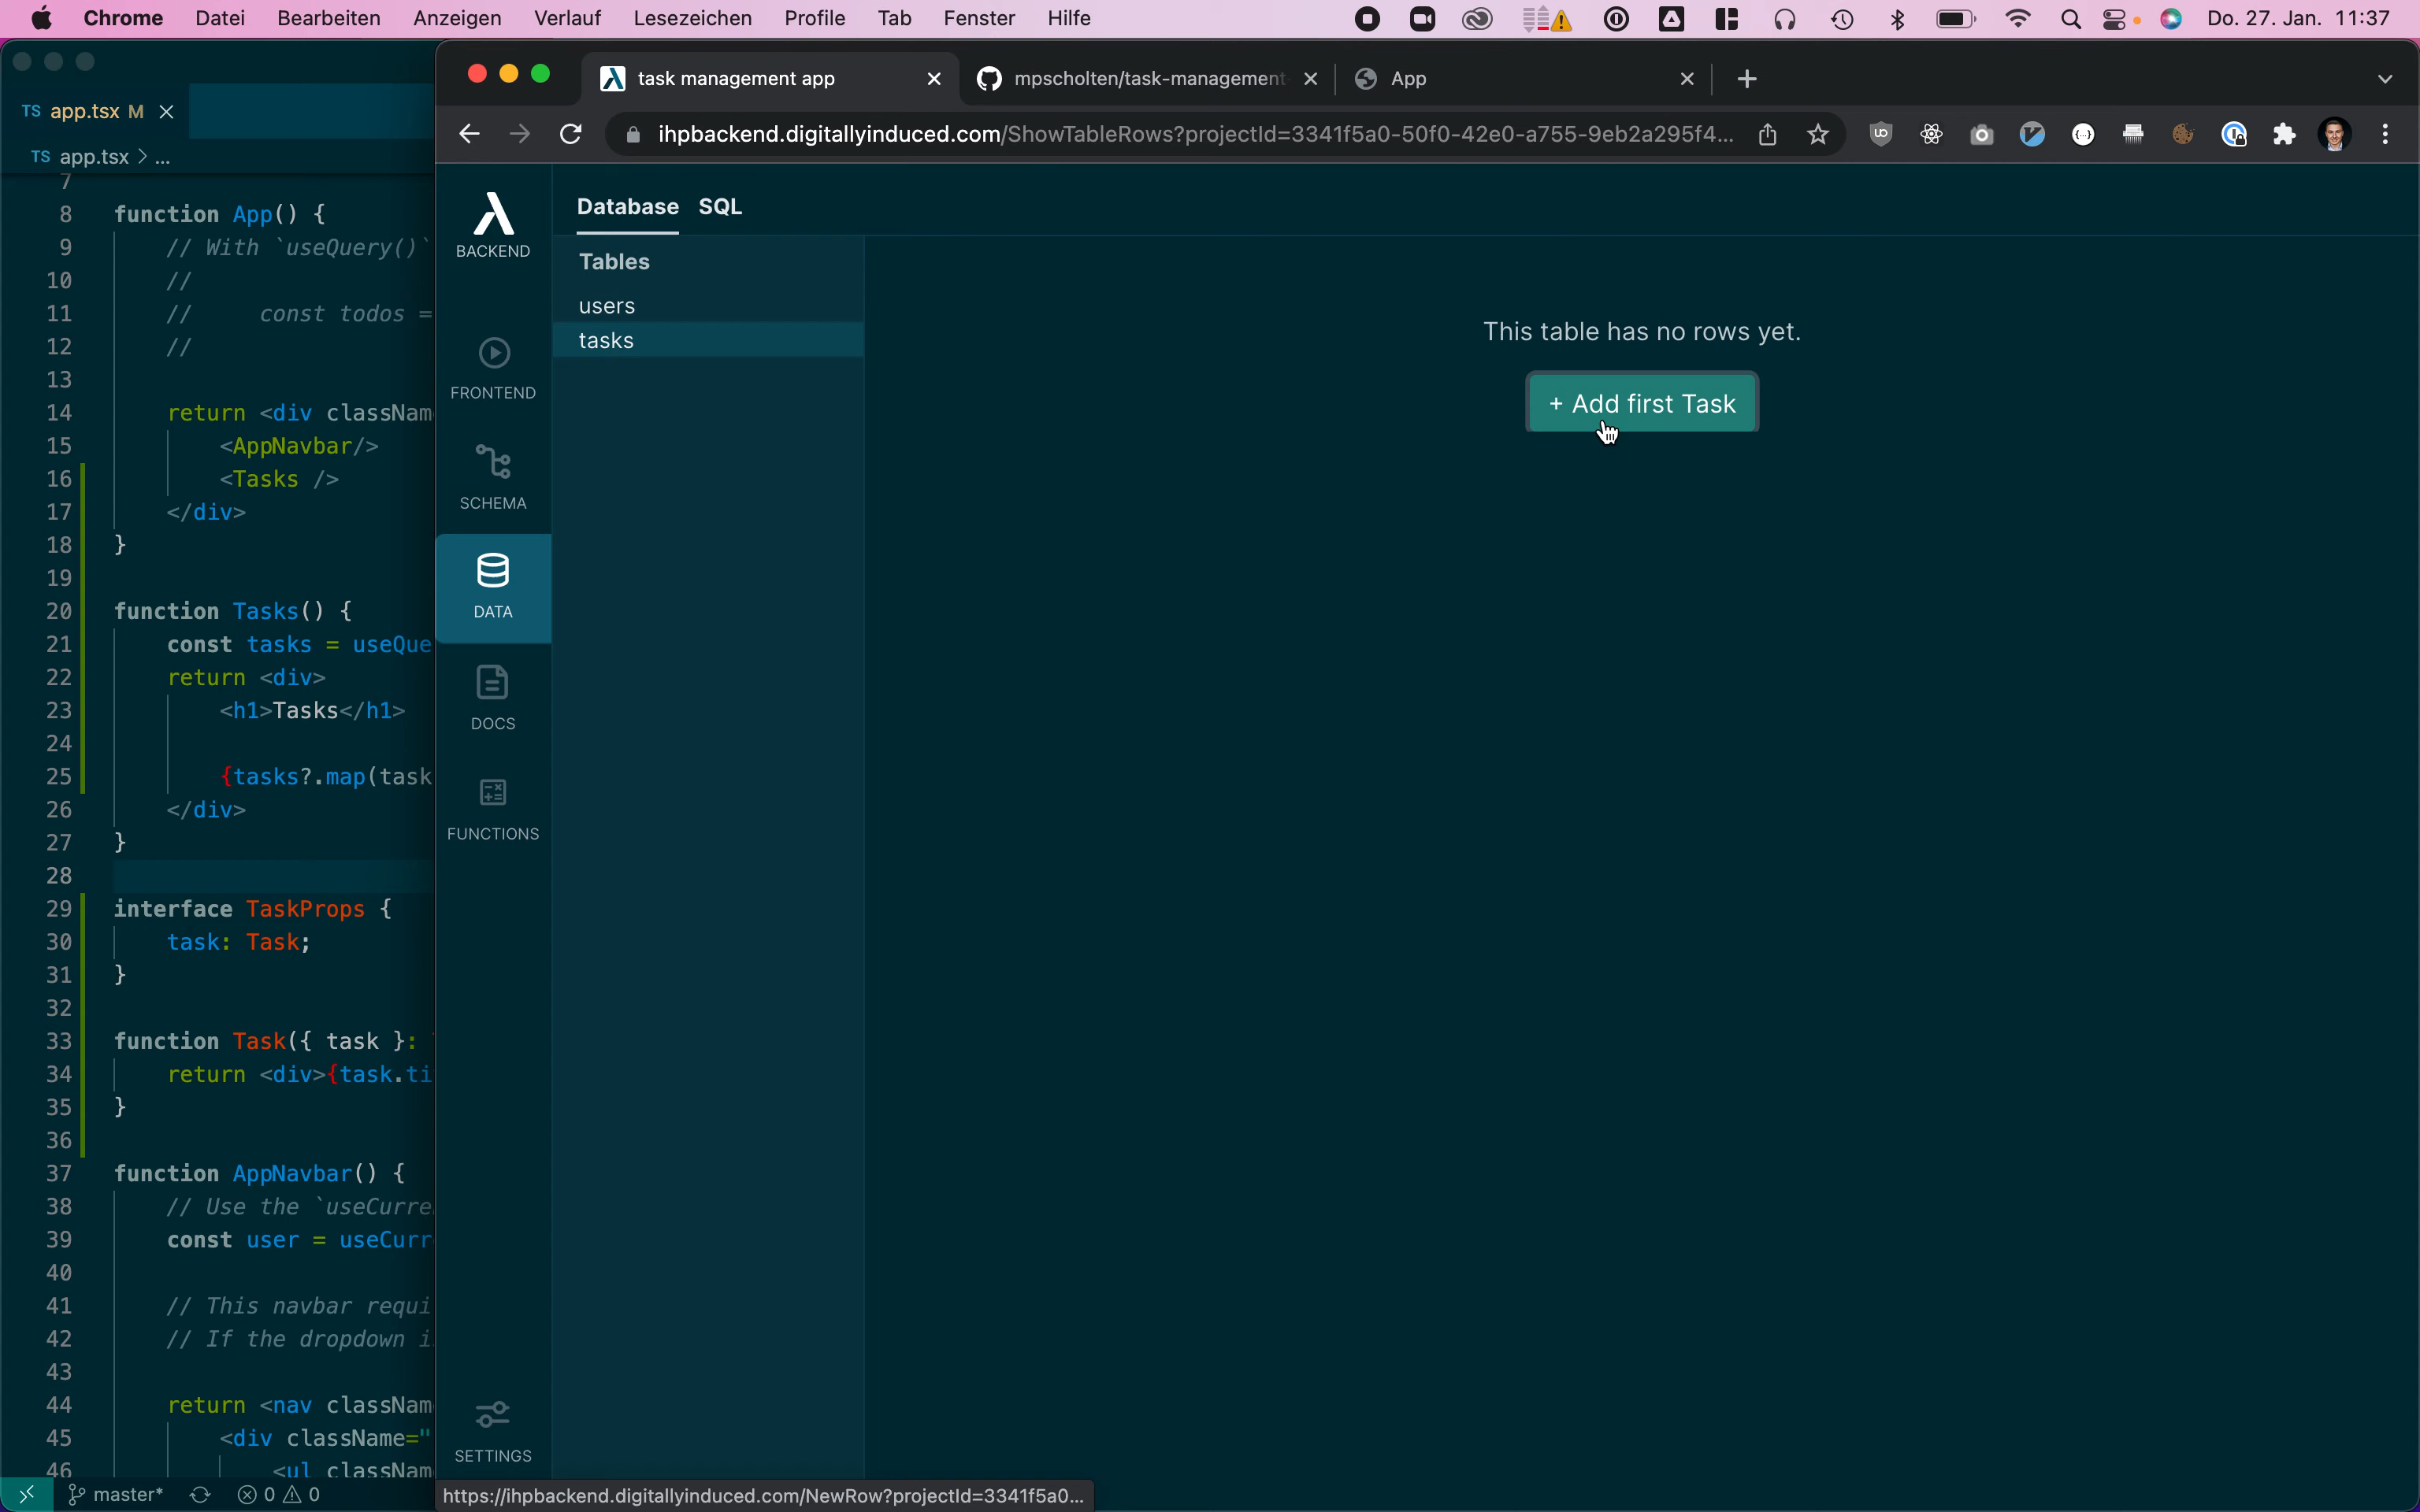 Chrome Datei Bearbeiten Anzeigen Verlauf Lesezeichen Profile Tab Fenster Hilfe Do. 27. Jan. 11:37
TS app.tsx M
TS app.tsx > ...
7
8 function App() {
9 // With `useQuery()`
10 //
11 // const todos =
12 //
13
14 return <div classNam
15 <AppNavbar/>
16 <Tasks />
17 </div>
18 }
19
20 function Tasks() {
21 const tasks = useQue
22 return <div>
23 <h1>Tasks</h1>
24
25 {tasks?.map(task
26 </div>
27 }
28
29 interface TaskProps {
30 task: Task;
31 }
32
33 function Task({ task }:
34 return <div>{task.ti
35 }
36
37 function AppNavbar() {
38 // Use the `useCurre
39 const user = useCurr
40
41 // This navbar requi
42 // If the dropdown i
43
44 return <nav classNam
45 <div className="
46 <ul classNam
master* 0 0
task management app
mpscholten/task-management
App
ihpbackend.digitallyinduced.com/ShowTableRows?projectId=3341f5a0-50f0-42e0-a755-9eb2a295f4...
BACKEND
FRONTEND
SCHEMA
DATA
DOCS
FUNCTIONS
SETTINGS
Database SQL
Tables
users
tasks
This table has no rows yet.
+ Add first Task
https://ihpbackend.digitallyinduced.com/NewRow?projectId=3341f5a0...